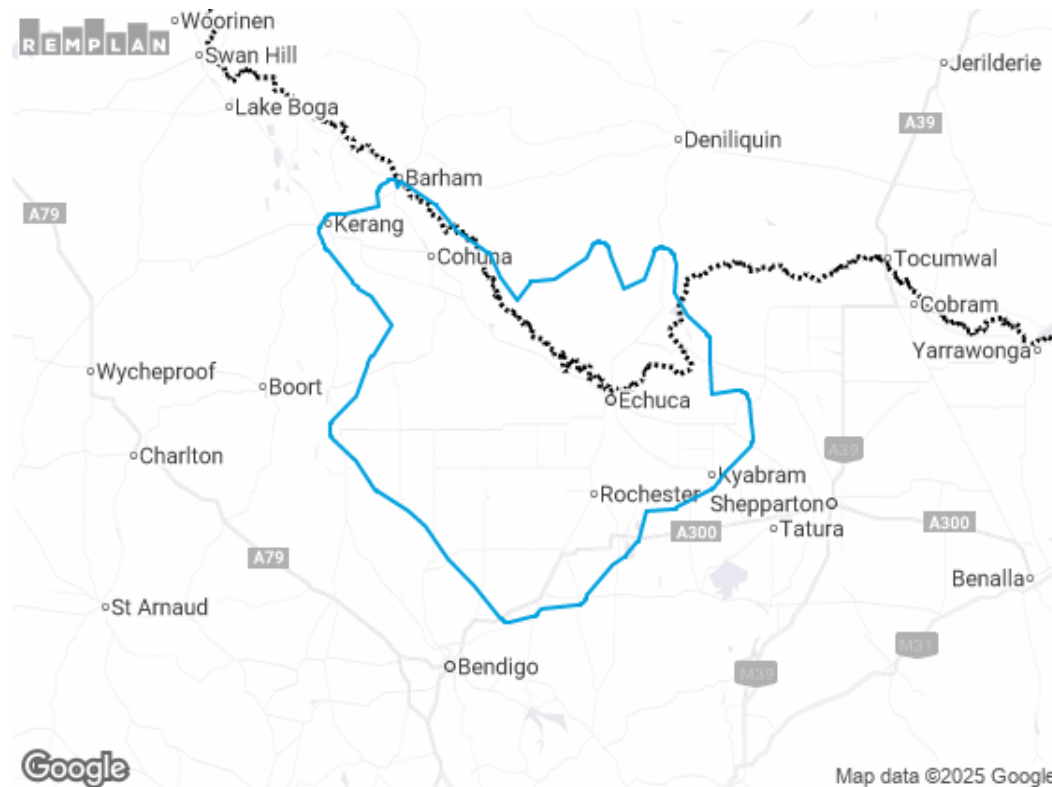 Woorinen
REMPLAN
Swan Hill
Jerilderie
Lake Boga
A39
Deniliquin
Barham
A79
Kerang
Cohuna
Tocumwal
Cobram
Yarrawonga
Wycheproof
Boort
Echuca
Charlton
A39
Kyabram
Rochester
Shepparton
A300
A300
Tatura
A79
Benalla
St Arnaud
M31
Bendigo
M39
Google
Map data ©2025 Google